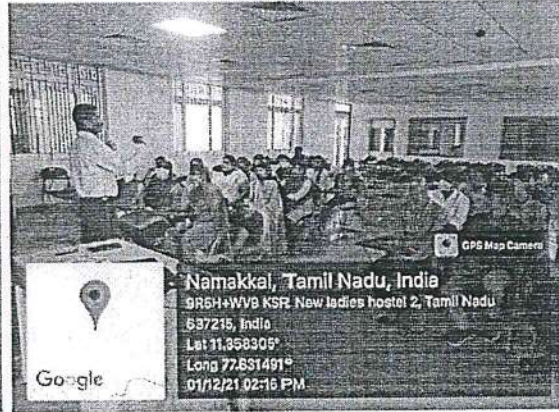 GPS Map Camera
Namakkal, Tamil Nadu, India
9R5H+WV9 KSR New ladies hostel 2, Tamil Nadu
637215, India
Lat 11.358305°
Long 77.631491°
01/12/21 02:16 PM
Google